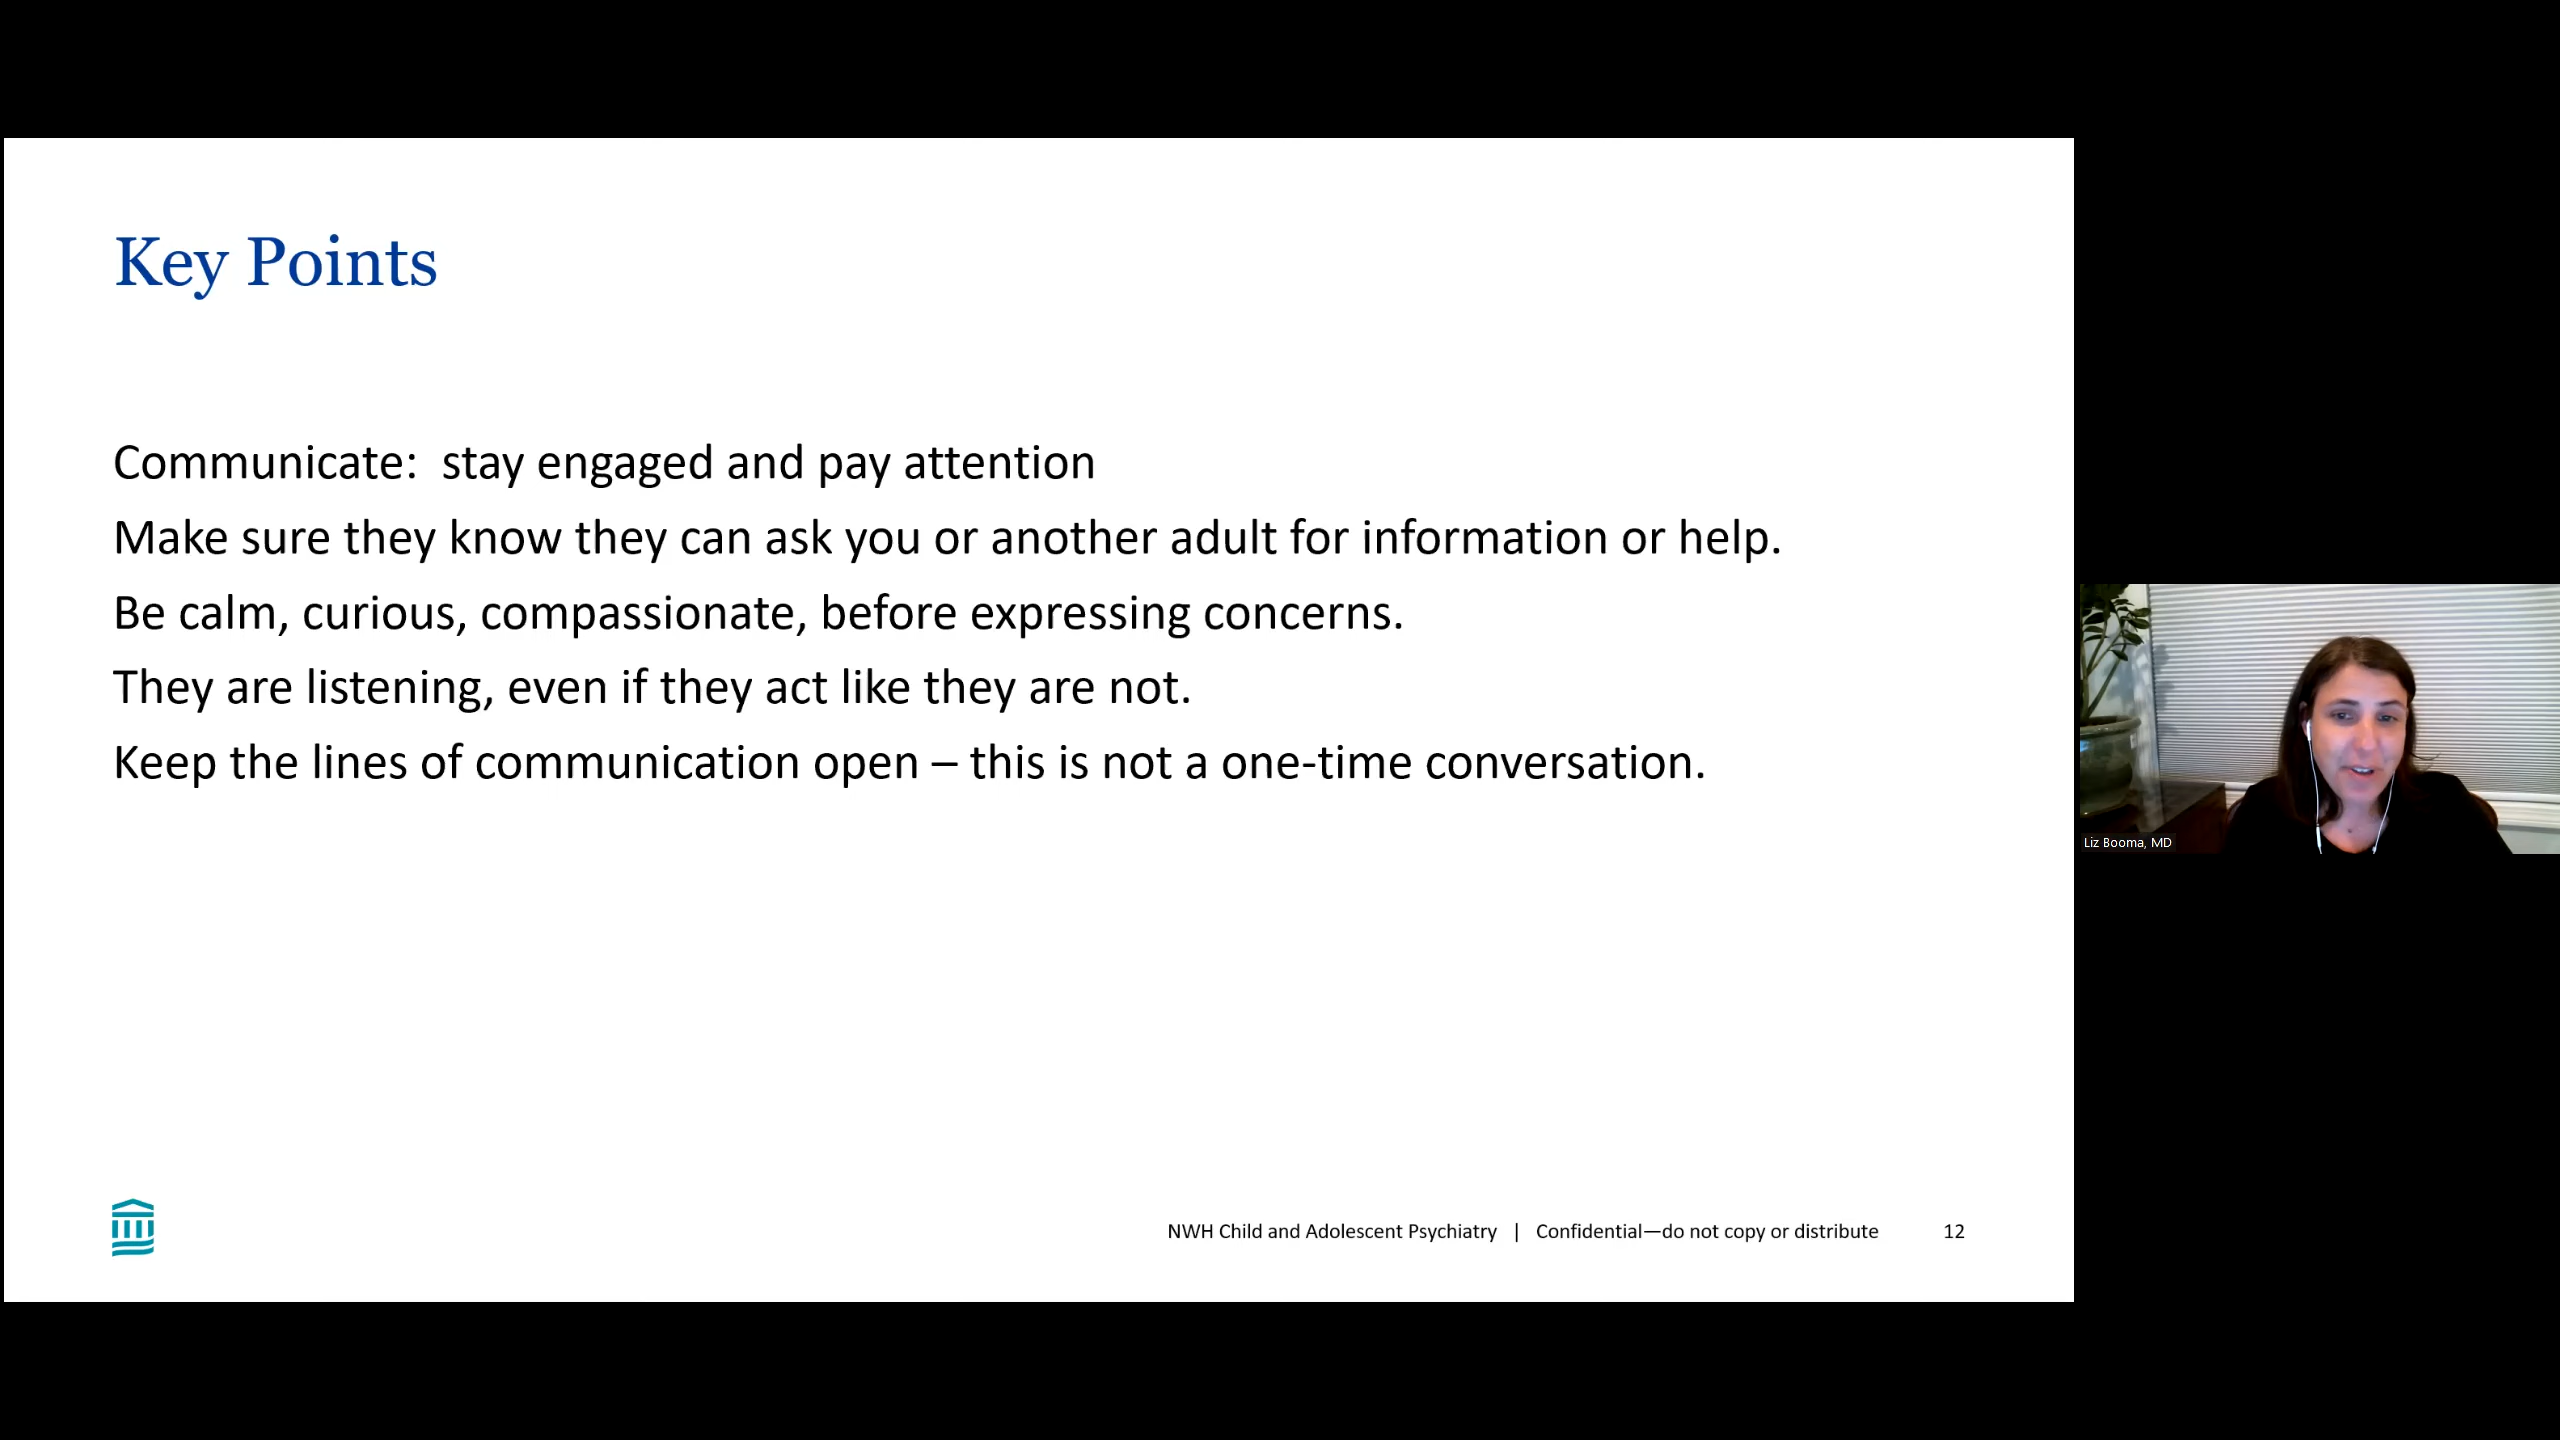 Key Points
Communicate:  stay engaged and pay attention
Make sure they know they can ask you or another adult for information or help.
Be calm, curious, compassionate, before expressing concerns.
They are listening, even if they act like they are not.
Keep the lines of communication open – this is not a one-time conversation.
NWH Child and Adolescent Psychiatry | Confidential—do not copy or distribute 12
Liz Booma, MD